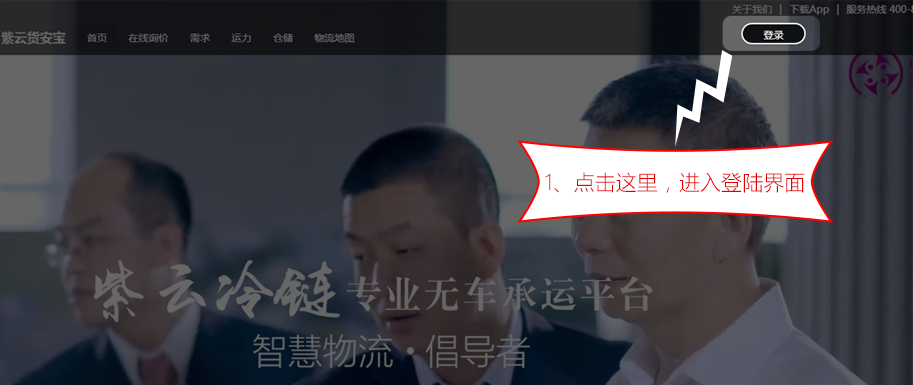 关于我们 | 下载App | 服务热线 400-8
紫云货安宝 首页 在线询价 需求 运力 仓储 物流地图
登录
1、点击这里，进入登陆界面
紫云冷链 专业无车承运平台
智慧物流·倡导者